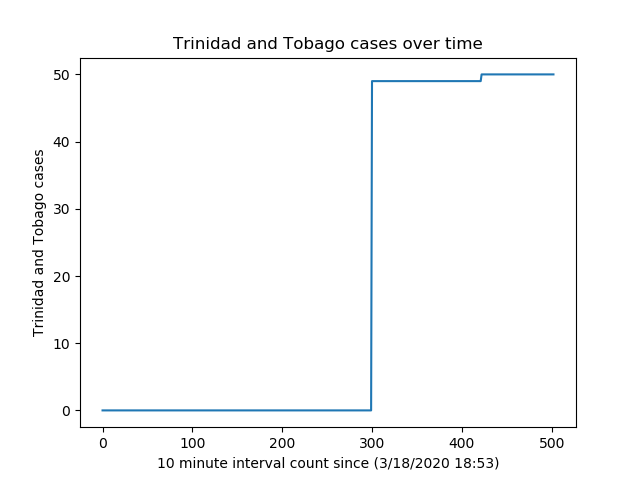 Trinidad and Tobago cases over time
50
40
30
20
10
0
Trinidad and Tobago cases
0 100 200 300 400 500
10 minute interval count since (3/18/2020 18:53)